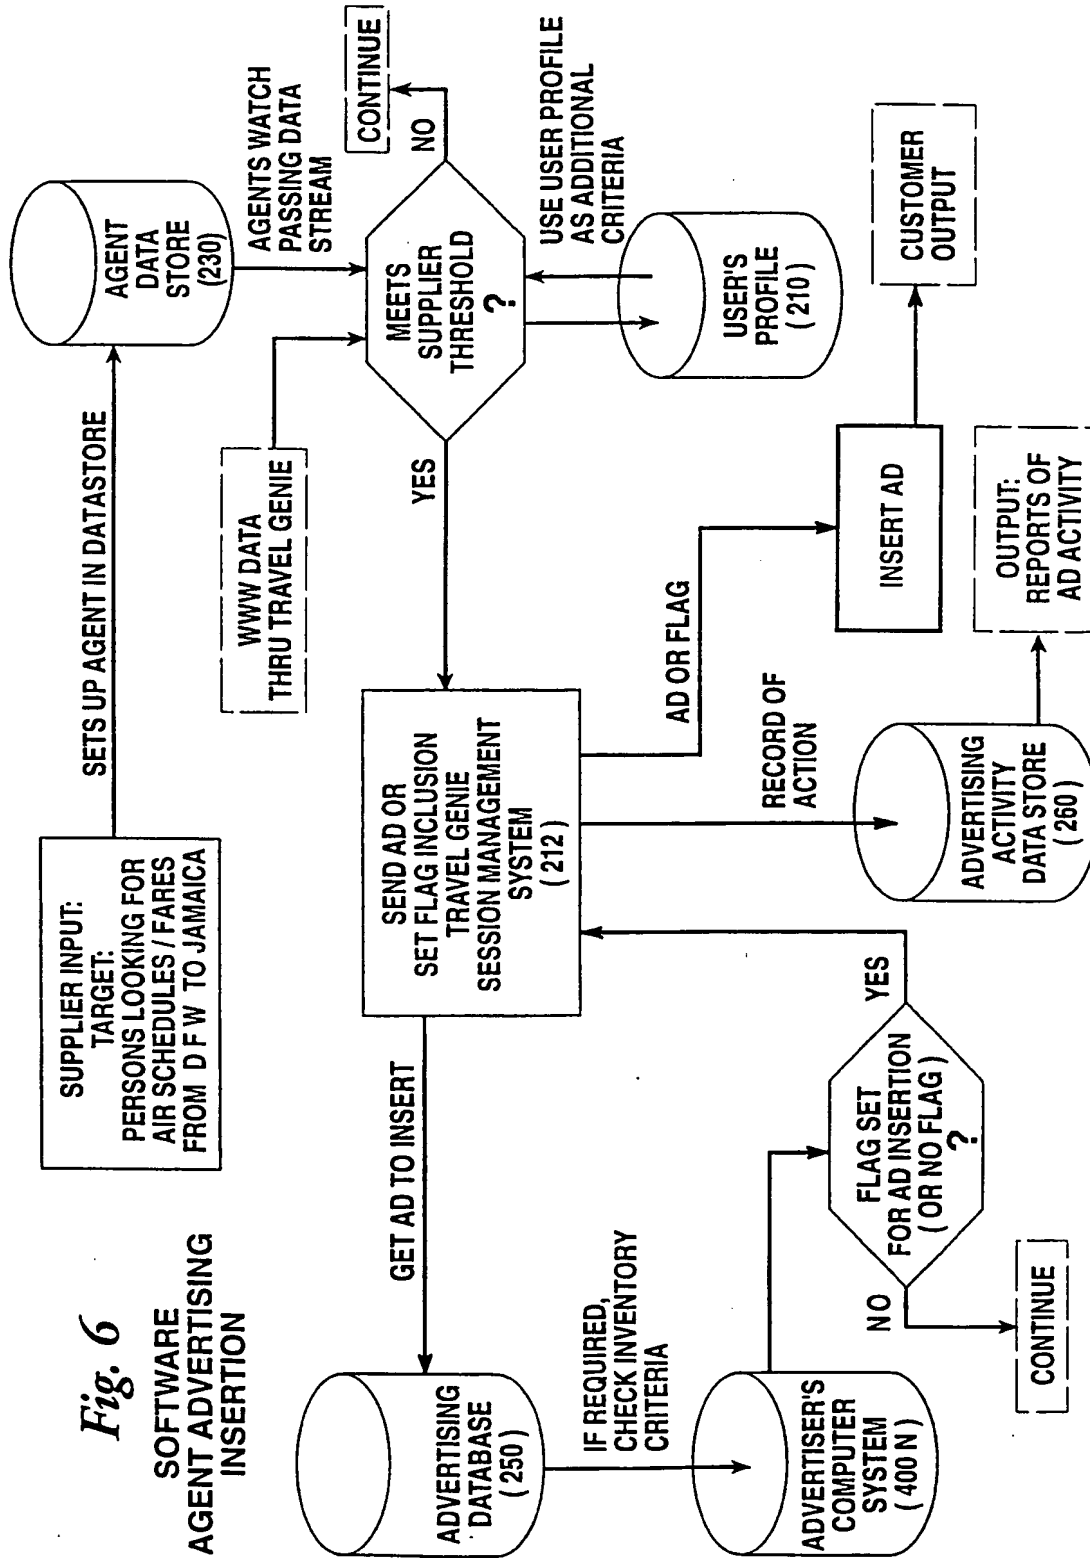 Fig. 6
SOFTWARE
AGENT ADVERTISING
INSERTION
SUPPLIER INPUT:
TARGET:
PERSONS LOOKING FOR
AIR SCHEDULES / FARES
FROM D F W TO JAMAICA
SETS UP AGENT IN DATASTORE
AGENT
DATA
STORE
(230)
WWW DATA
THRU TRAVEL GENIE
AGENTS WATCH
PASSING DATA
STREAM
MEETS
SUPPLIER
THRESHOLD
?
NO
CONTINUE
YES
USE USER PROFILE
AS ADDITIONAL
CRITERIA
USER'S
PROFILE
( 210 )
SEND AD OR
SET FLAG INCLUSION
TRAVEL GENIE
SESSION MANAGEMENT
SYSTEM
( 212 )
GET AD TO INSERT
ADVERTISING
DATABASE
( 250 )
IF REQUIRED,
CHECK INVENTORY
CRITERIA
ADVERTISER'S
COMPUTER
SYSTEM
( 400 N )
FLAG SET
FOR AD INSERTION
( OR NO FLAG )
?
NO
CONTINUE
YES
RECORD OF
ACTION
ADVERTISING
ACTIVITY
DATA STORE
( 260 )
OUTPUT:
REPORTS OF
AD ACTIVITY
AD OR FLAG
INSERT AD
CUSTOMER
OUTPUT